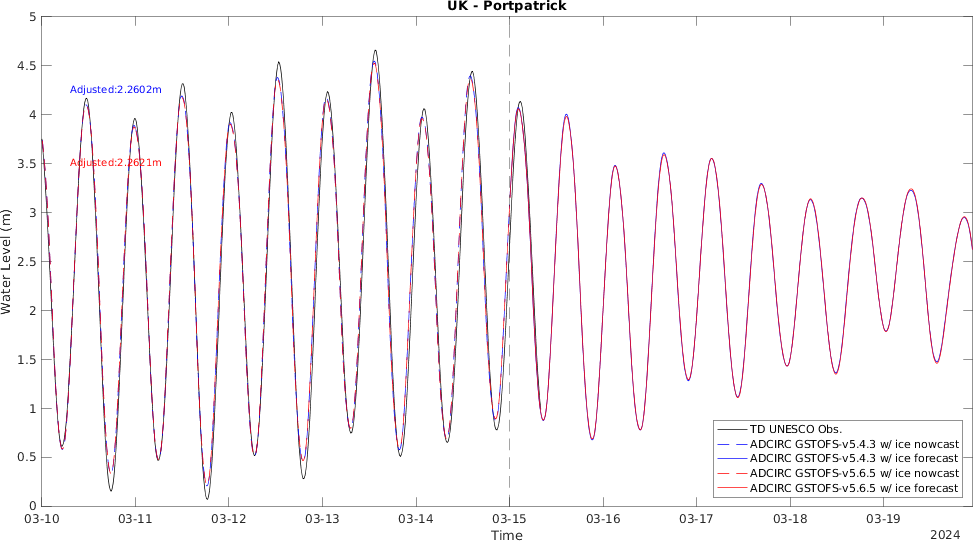 UK - Portpatrick
5
4.5
4
3.5
3
2.5
2
1.5
1
0.5
0
Water Level (m)
Adjusted:2.2602m
Adjusted:2.2621m
TD UNESCO Obs.
ADCIRC GSTOFS-v5.4.3 w/ ice nowcast
ADCIRC GSTOFS-v5.4.3 w/ ice forecast
ADCIRC GSTOFS-v5.6.5 w/ ice nowcast
ADCIRC GSTOFS-v5.6.5 w/ ice forecast
03-10 03-11 03-12 03-13 03-14 03-15 03-16 03-17 03-18 03-19
Time
2024